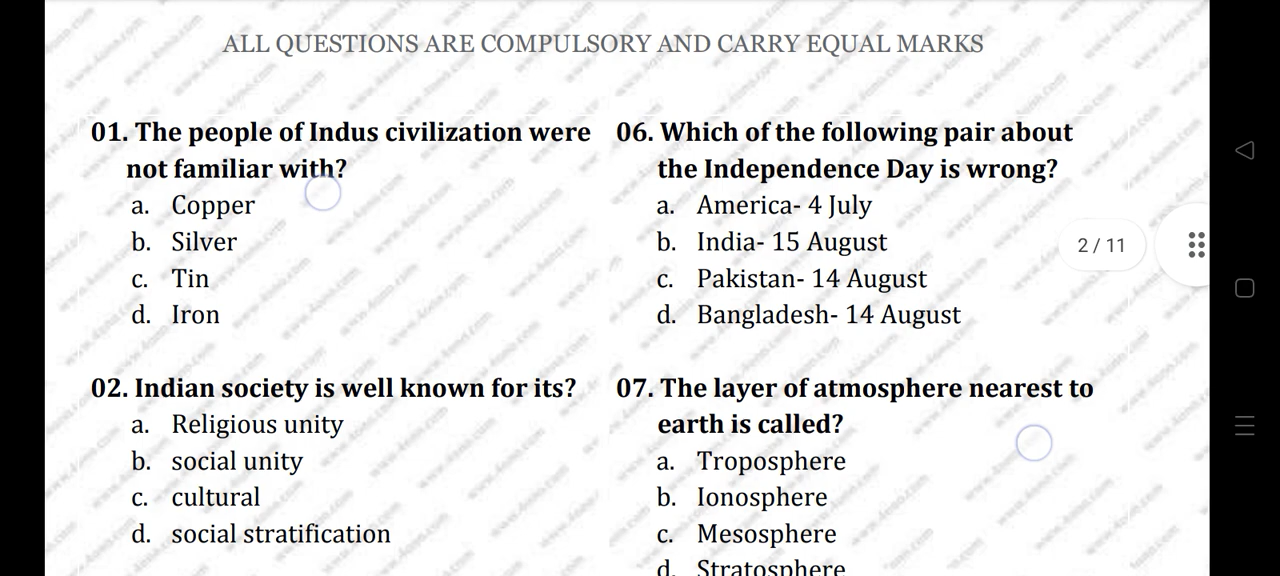 ALL QUESTIONS ARE COMPULSORY AND CARRY EQUAL MARKS
01. The people of Indus civilization were
not familiar with?
a. Copper
b. Silver
c. Tin
d. Iron
02. Indian society is well known for its?
a. Religious unity
b. social unity
c. cultural
d. social stratification
06. Which of the following pair about
the Independence Day is wrong?
a. America- 4 July
b. India- 15 August
c. Pakistan- 14 August
d. Bangladesh- 14 August
07. The layer of atmosphere nearest to
earth is called?
a. Troposphere
b. Ionosphere
c. Mesosphere
d. Stratosphere
2 / 11